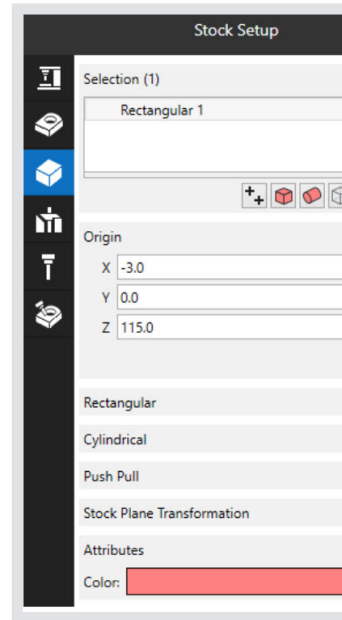 Stock Setup
Selection (1)
Rectangular 1
Origin
X -3.0
Y 0.0
Z 115.0
Rectangular
Cylindrical
Push Pull
Stock Plane Transformation
Attributes
Color: